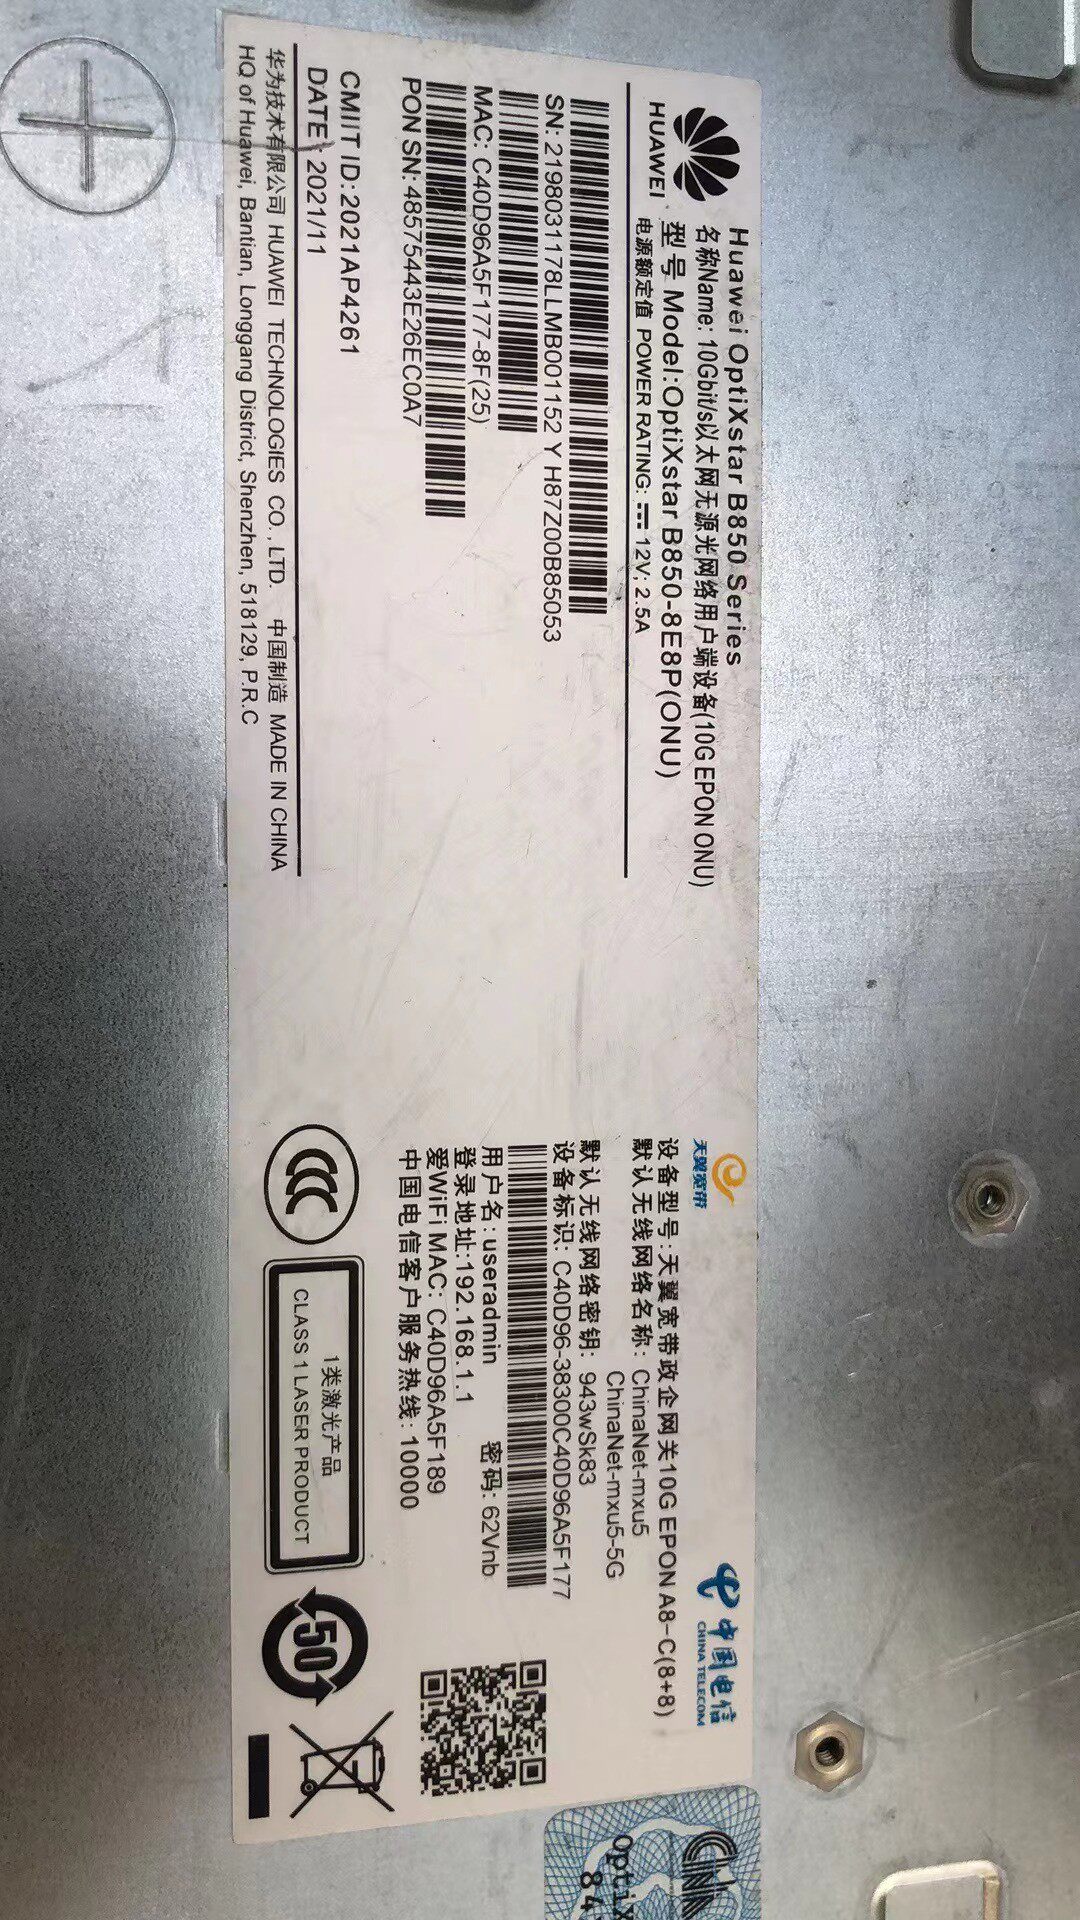 HUAWEI
Huawei OptiXstar B850 Series
名称Name: 10Gbit/s以太网无源光网络用户端设备(10G EPON ONU)
型号 Model:OptiXstar B850-8E8P(ONU)
电源额定值 POWER RATING: 12V; 2.5A
SN: 2198031178LLMB001152 Y H87Z00B85053
MAC: C40D96A5F177-8F(25)
PON SN: 48575443E26EC0A7
CMIIT ID: 2021AP4261
DATE: 2021/11
华为技术有限公司 HUAWEI TECHNOLOGIES CO., LTD. 中国制造 MADE IN CHINA
HQ of Huawei, Bantian, Longgang District, Shenzhen, 518129, P.R.C
天翼宽带
中国电信
CHINA TELECOM
设备型号:天翼宽带政企网关10G EPON A8-C(8+8)
默认无线网络名称: ChinaNet-mxu5
ChinaNet-mxu5-5G
默认无线网络密钥: 943wSk83
设备标识: C40D96-38300C40D96A5F177
用户名: useradmin 密码: 62Vnb
登录地址:192.168.1.1
爱WiFi MAC: C40D96A5F189
中国电信客户服务热线: 10000
CCC
1类激光产品
CLASS 1 LASER PRODUCT
50
OptiX